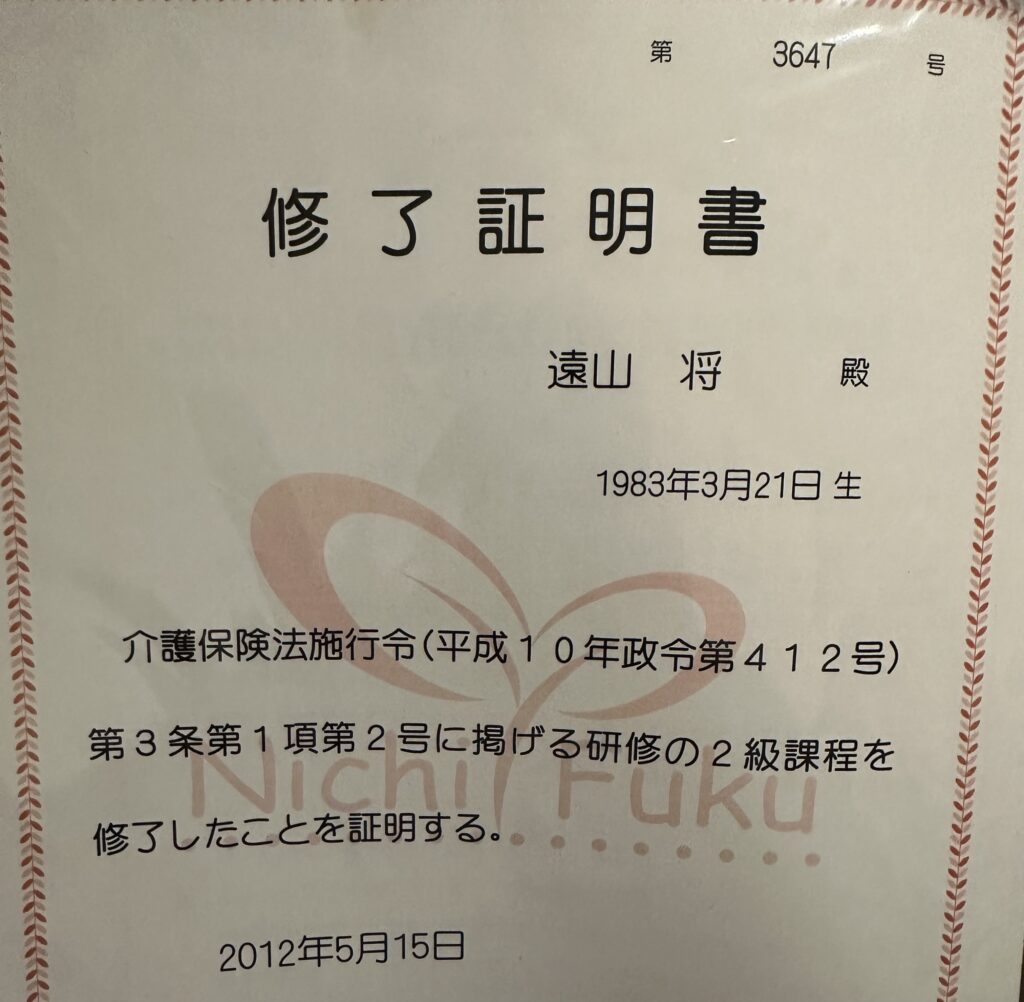 第 3647 号
修了証明書
遠山 将 殿
1983年3月21日 生
介護保険法施行令(平成10年政令第412号)
第3条第1項第2号に掲げる研修の2級課程を
Nichi Fuku
修了したことを証明する。
2012年5月15日